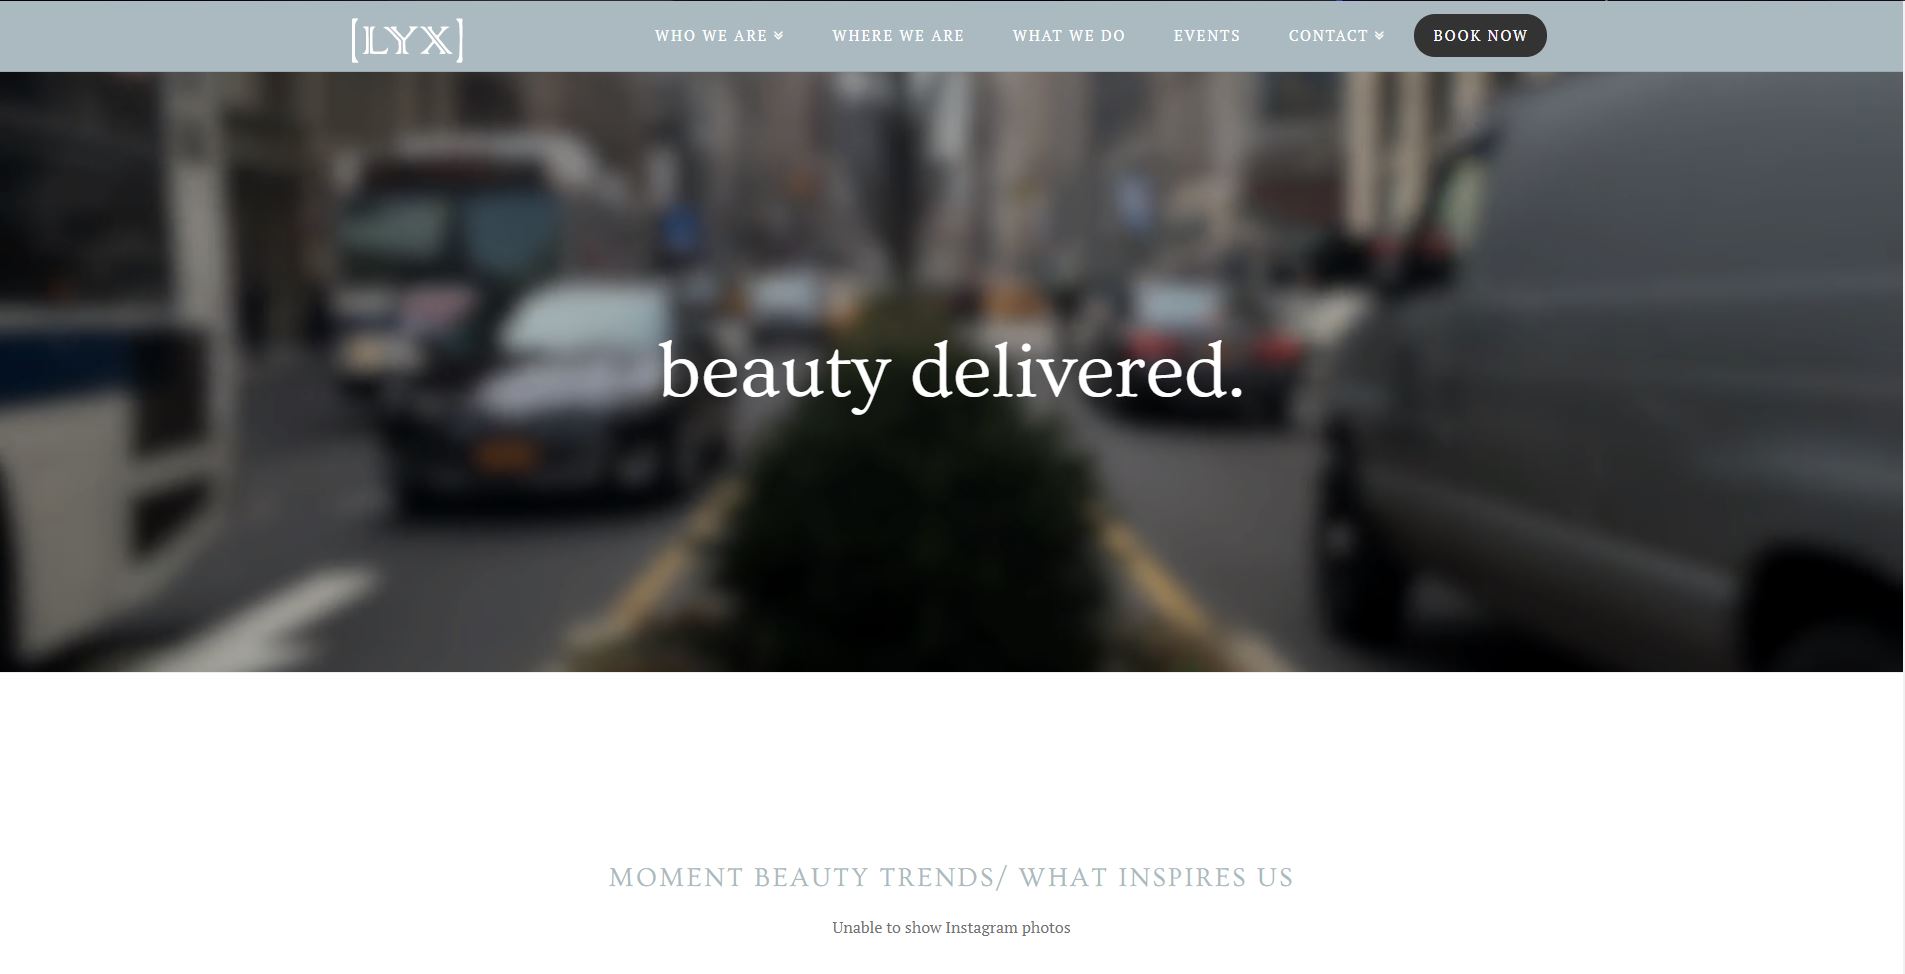 [LYX]
WHO WE ARE
WHERE WE ARE
WHAT WE DO
EVENTS
CONTACT
BOOK NOW
beauty delivered.
MOMENT BEAUTY TRENDS/ WHAT INSPIRES US
Unable to show Instagram photos